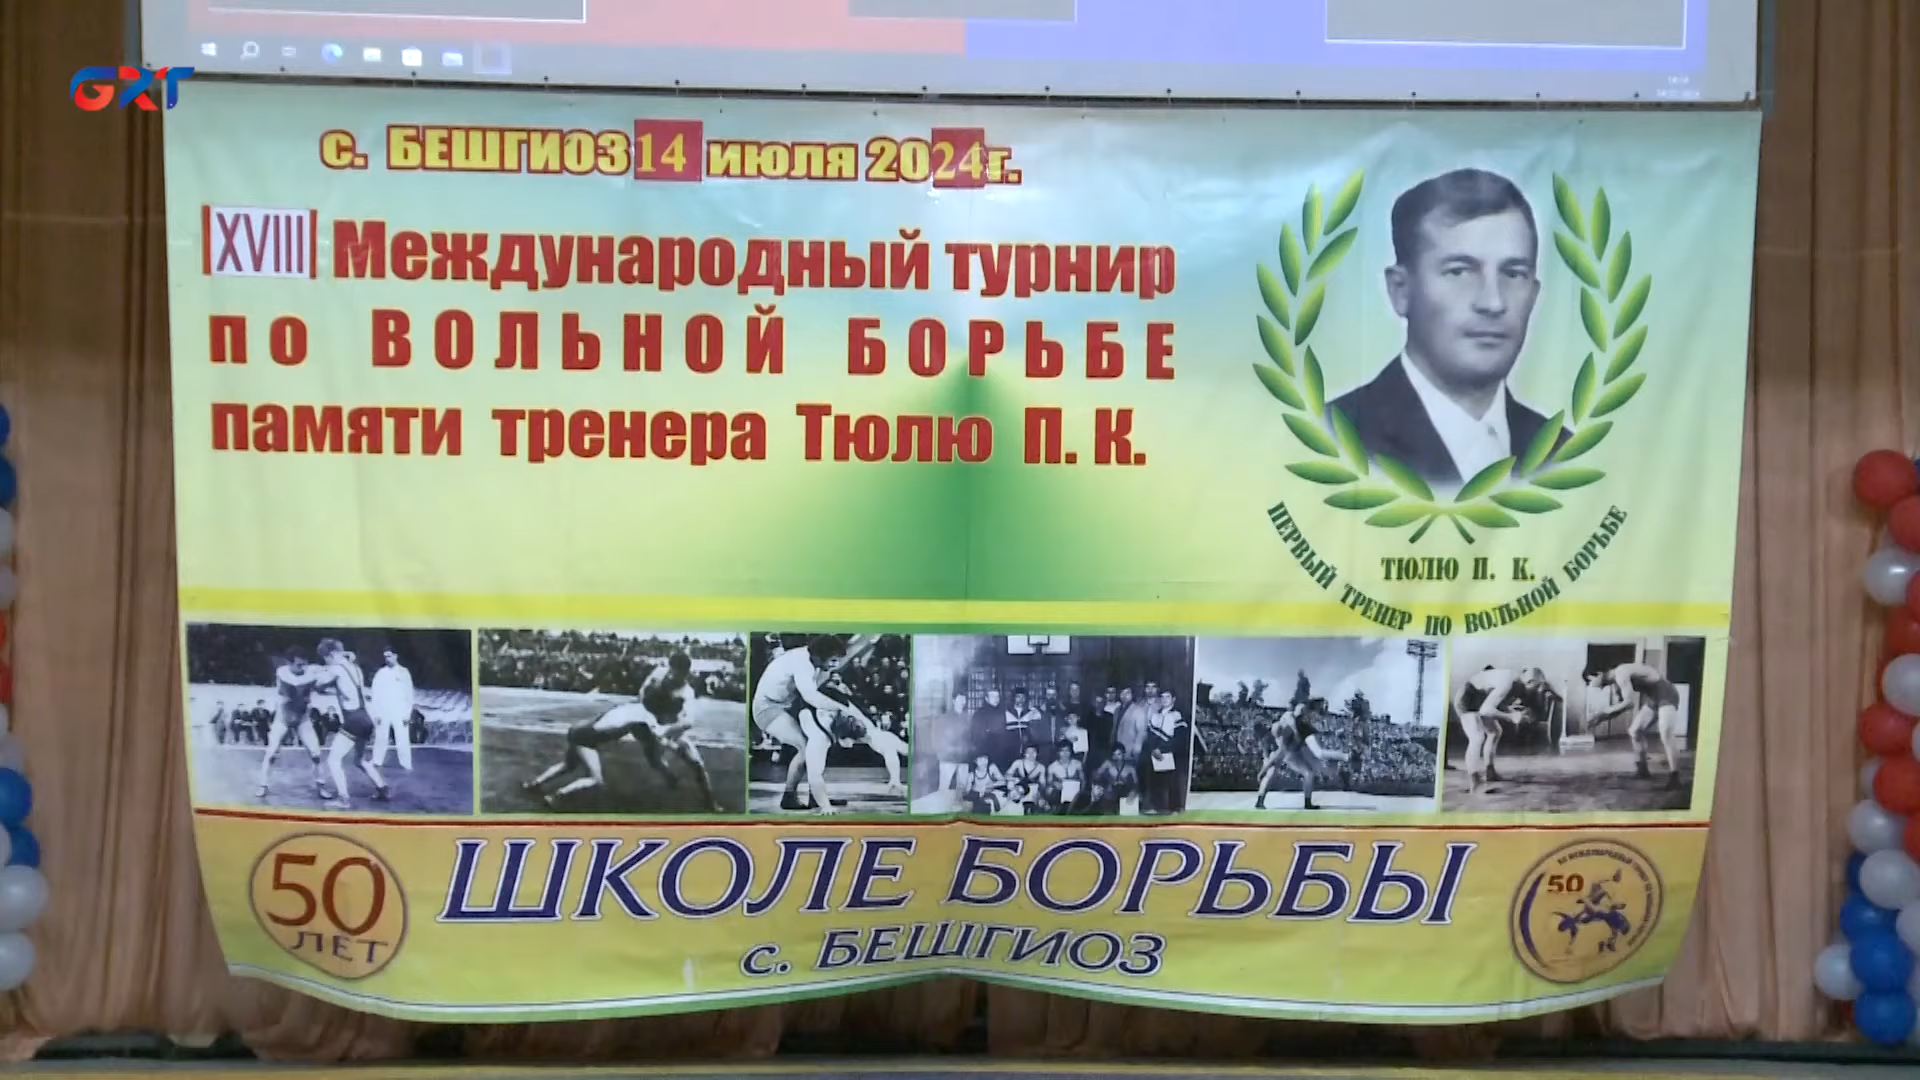 GRT
с. БЕШГИОЗ 14 июля 2024г.
XVIII Международный турнир
по ВОЛЬНОЙ БОРЬБЕ
памяти тренера Тюлю П. К.
ТЮЛЮ П. К.
ПЕРВЫЙ ТРЕНЕР ПО ВОЛЬНОЙ БОРЬБЕ
50 ЛЕТ
ШКОЛЕ БОРЬБЫ
с. БЕШГИОЗ
50